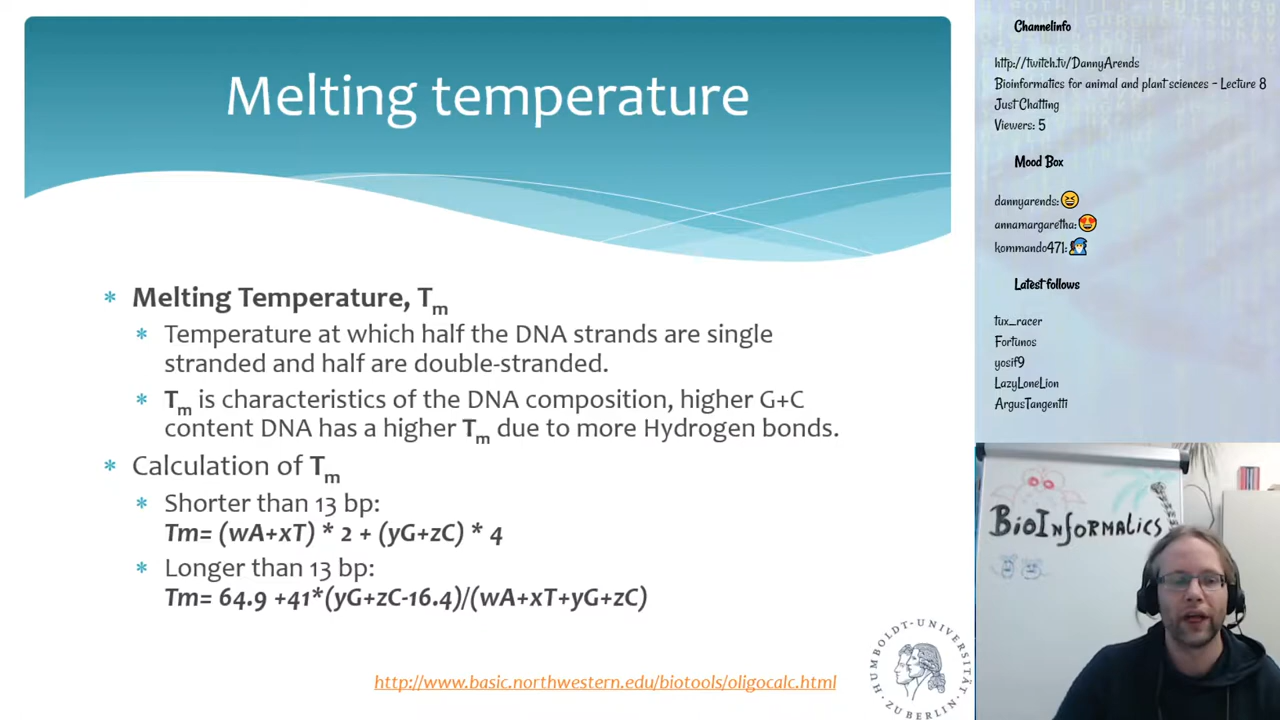 Melting temperature
* Melting Temperature, Tm
* Temperature at which half the DNA strands are single
stranded and half are double-stranded.
* Tm is characteristics of the DNA composition, higher G+C
content DNA has a higher Tm due to more Hydrogen bonds.
* Calculation of Tm
* Shorter than 13 bp:
Tm= (wA+xT) * 2 + (yG+zC) * 4
* Longer than 13 bp:
Tm= 64.9 +41*(yG+zC-16.4)/(wA+xT+yG+zC)
http://www.basic.northwestern.edu/biotools/oligocalc.html
HUMBOLDT-UNIVERSITÄT
ZU BERLIN
Channelinfo
http://twitch.tv/DannyArends
Bioinformatics for animal and plant sciences - Lecture 8
Just Chatting
Viewers: 5
Mood Box
dannyarends:😆
annamargaretha:😍
kommando471:
Latest follows
tux_racer
Fortunos
yosif9
LazyLoneLion
ArgusTangentti
BioInformatics